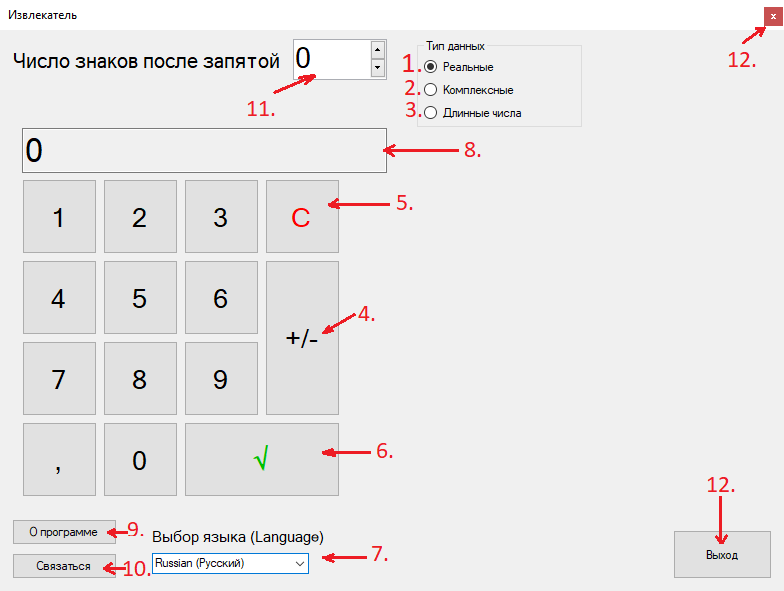 Извлекатель
x
12.
Число знаков после запятой
0
11.
Тип данных
1. Реальные
2. Комплексные
3. Длинные числа
0
8.
1 2 3 C
5.
4 5 6
+/-
4.
7 8 9
, 0 √
6.
12.
О программе
9.
Выбор языка (Language)
Связаться
10.
Russian (Русский)
7.
Выход